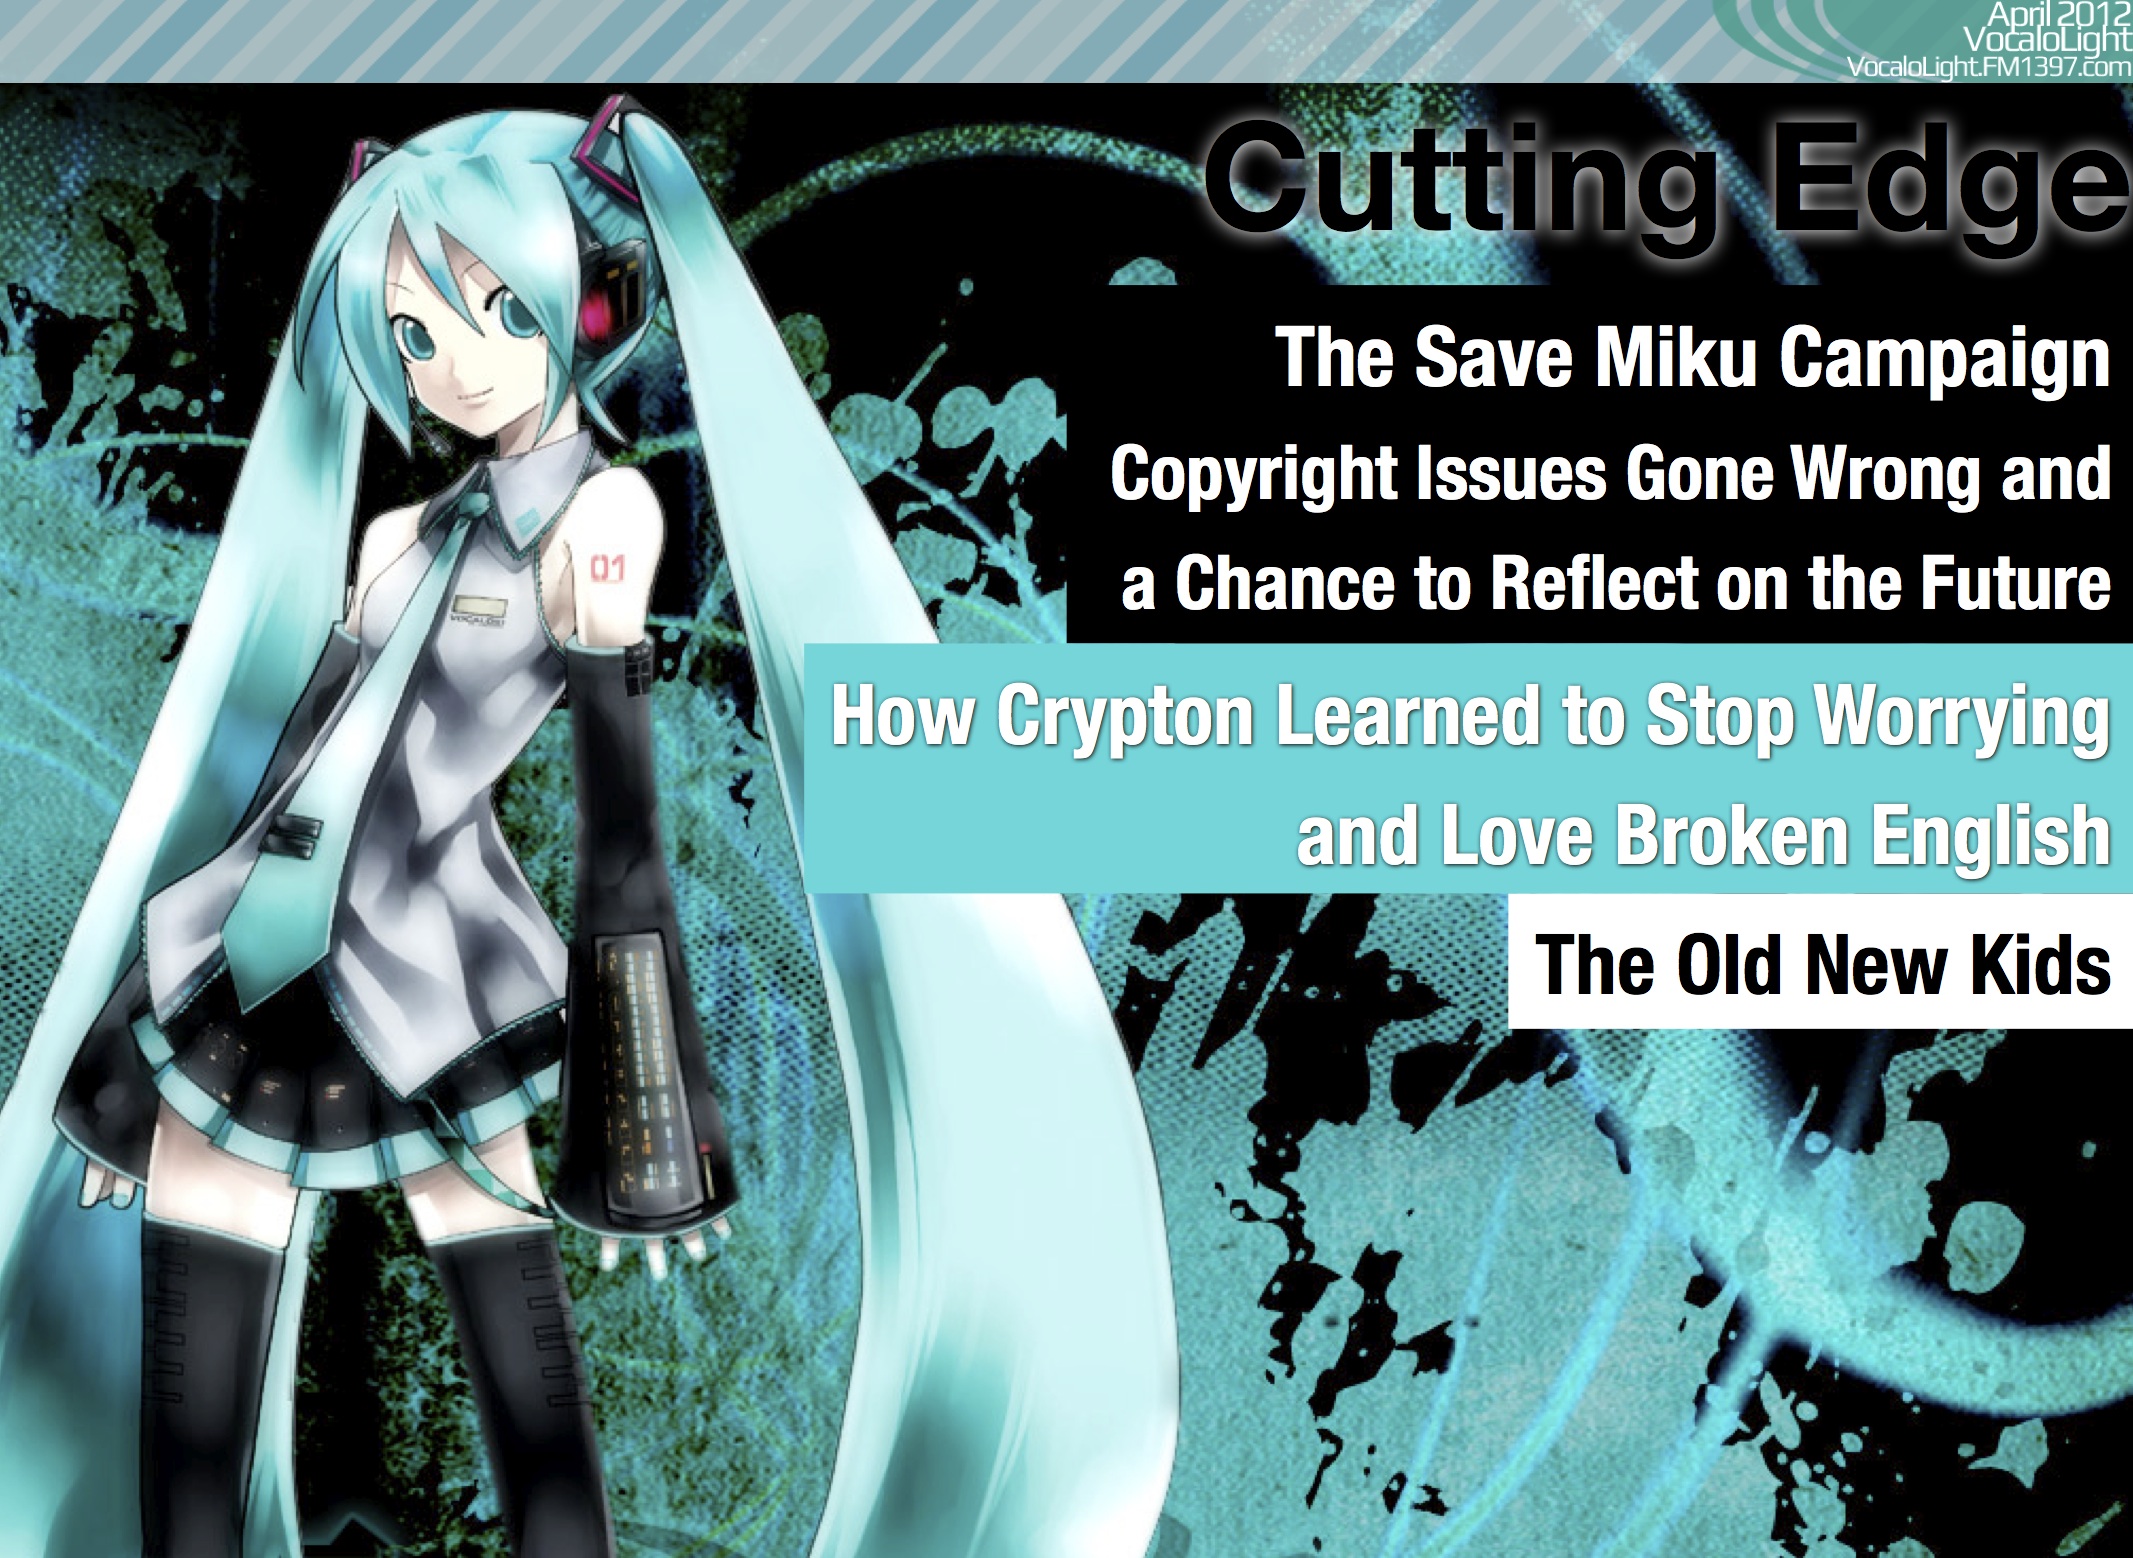 April 2012
VocaloLight
VocaloLight.FM1397.com
Cutting Edge
The Save Miku Campaign
Copyright Issues Gone Wrong and
a Chance to Reflect on the Future
How Crypton Learned to Stop Worrying
and Love Broken English
The Old New Kids
01
VOCALOID